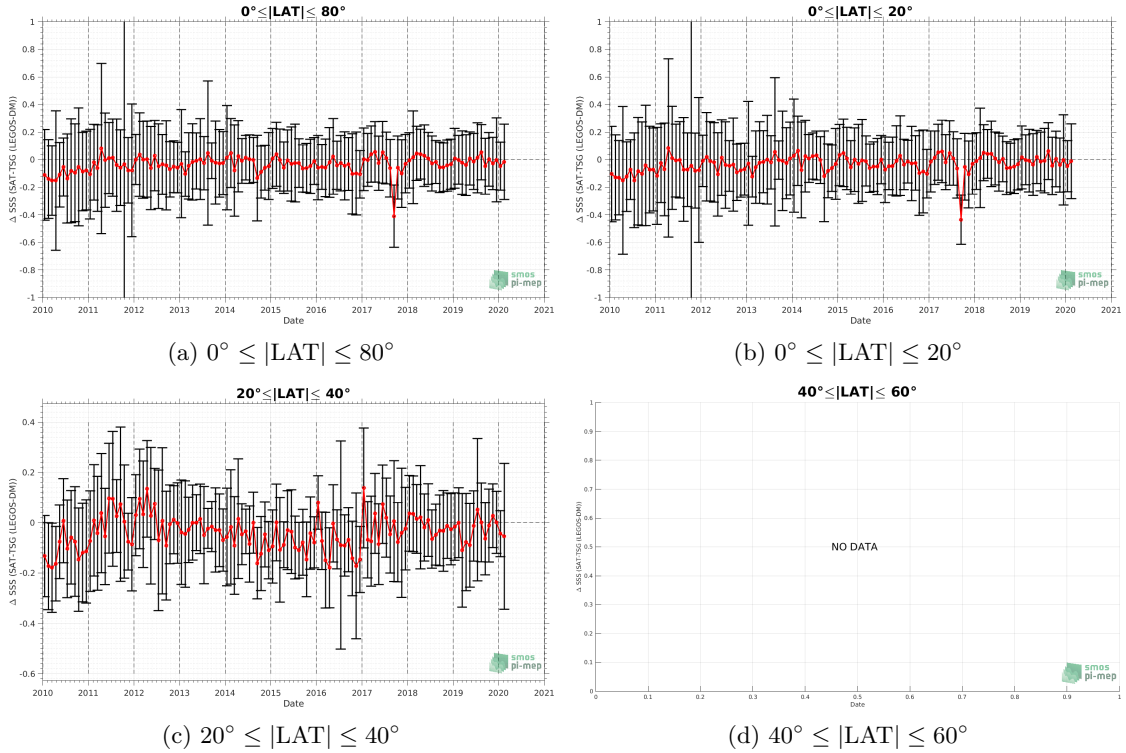 0°≤|LAT|≤ 80°
Δ SSS (SAT-TSG (LEGOS-DM))
1
0.8
0.6
0.4
0.2
0
-0.2
-0.4
-0.6
-0.8
-1
2010 2011 2012 2013 2014 2015 2016 2017 2018 2019 2020 2021
Date
smos
pi-mep
(a) 0° ≤ |LAT| ≤ 80°
0°≤|LAT|≤ 20°
Δ SSS (SAT-TSG (LEGOS-DM))
1
0.8
0.6
0.4
0.2
0
-0.2
-0.4
-0.6
-0.8
-1
2010 2011 2012 2013 2014 2015 2016 2017 2018 2019 2020 2021
Date
smos
pi-mep
(b) 0° ≤ |LAT| ≤ 20°
20°≤|LAT|≤ 40°
Δ SSS (SAT-TSG (LEGOS-DM))
0.4
0.2
0
-0.2
-0.4
-0.6
2010 2011 2012 2013 2014 2015 2016 2017 2018 2019 2020 2021
Date
smos
pi-mep
(c) 20° ≤ |LAT| ≤ 40°
40°≤|LAT|≤ 60°
Δ SSS (SAT-TSG (LEGOS-DM))
1
0.9
0.8
0.7
0.6
0.5
0.4
0.3
0.2
0.1
0
NO DATA
0 0.1 0.2 0.3 0.4 0.5 0.6 0.7 0.8 0.9 1
Date
smos
pi-mep
(d) 40° ≤ |LAT| ≤ 60°